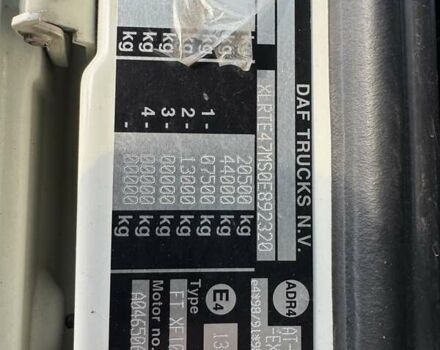 DAF TRUCKS N.V.
XLRTE47MS0E892320
20500 kg
44000 kg
1 - 07500 kg
2 - 13000 kg
3 - 00000 kg
4 - 00000 kg
kg
kg
kg
kg
ADR4
E4
Type
FT XF10
Motor no.